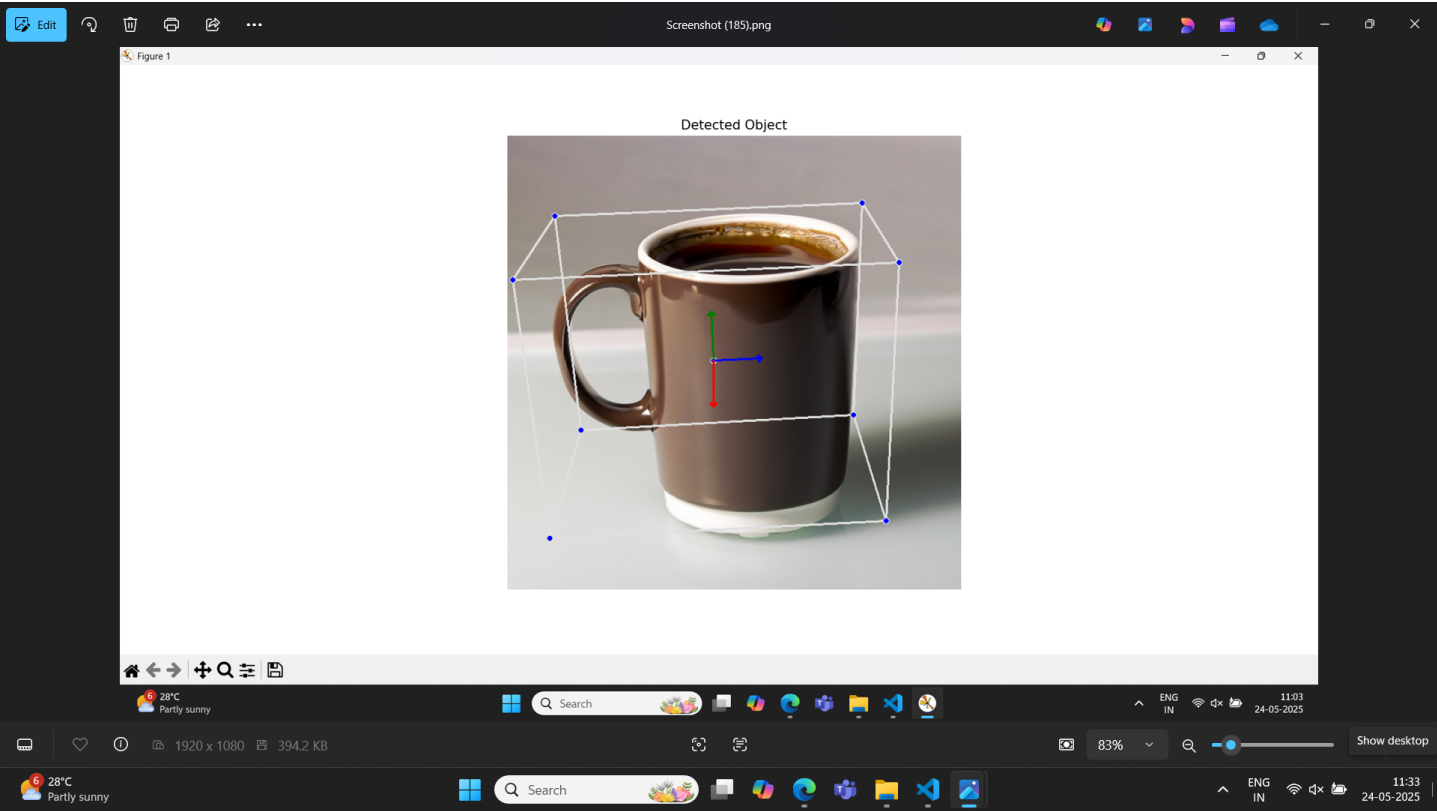 Edit
Screenshot (185).png
Figure 1
Detected Object
6
28°C
Partly sunny
Search
ENG
IN
11:03
24-05-2025
1920 x 1080
394.2 KB
83%
Show desktop
6
28°C
Partly sunny
Search
ENG
IN
11:33
24-05-2025